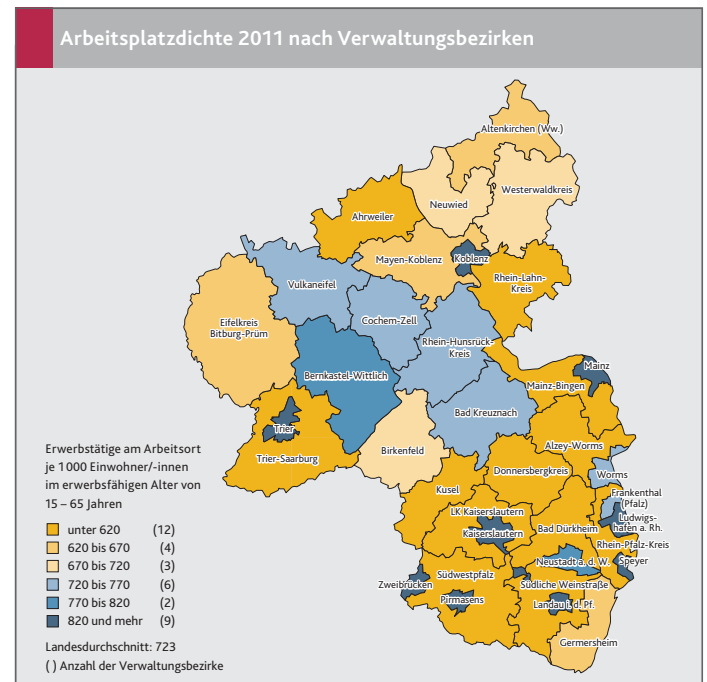 Arbeitsplatzdichte 2011 nach Verwaltungsbezirken
Altenkirchen (Ww.)
Westerwaldkreis
Neuwied
Ahrweiler
Mayen-Koblenz
Koblenz
Rhein-Lahn-
Kreis
Vulkaneifel
Cochem-Zell
Eifelkreis
Bitburg-Prüm
Rhein-Hunsrück-
Kreis
Bernkastel-Wittlich
Mainz
Mainz-Bingen
Bad Kreuznach
Trier
Trier-Saarburg
Birkenfeld
Alzey-Worms
Donnersbergkreis
Worms
Kusel
Frankenthal
(Pfalz)
LK Kaiserslautern
Kaiserslautern
Bad Dürkheim
Ludwigs-
hafen a. Rh.
Rhein-Pfalz-Kreis
Neustadt a. d. W.
Speyer
Zweibrücken
Südwestpfalz
Südliche Weinstraße
Pirmasens
Landau i. d. Pf.
Germersheim
Erwerbstätige am Arbeitsort
je 1 000 Einwohner/-innen
im erwerbsfähigen Alter von
15 – 65 Jahren
unter 620 (12)
620 bis 670 (4)
670 bis 720 (3)
720 bis 770 (6)
770 bis 820 (2)
820 und mehr (9)
Landesdurchschnitt: 723
( ) Anzahl der Verwaltungsbezirke